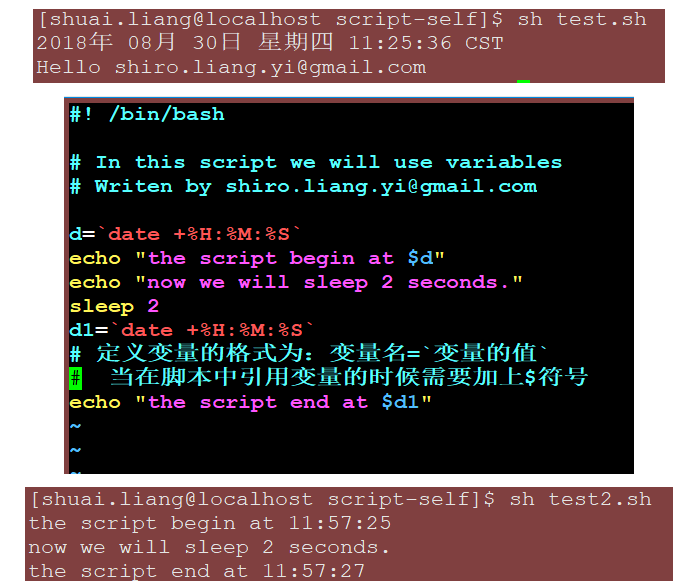 [shuai.liang@localhost script-self]$ sh test.sh
2018年 08月 30日 星期四 11:25:36 CST
Hello shiro.liang.yi@gmail.com
#! /bin/bash
# In this script we will use variables
# Writen by shiro.liang.yi@gmail.com
d=`date +%H:%M:%S`
echo "the script begin at $d"
echo "now we will sleep 2 seconds."
sleep 2
d1=`date +%H:%M:%S`
# 定义变量的格式为：变量名=`变量的值`
#  当在脚本中引用变量的时候需要加上$符号
echo "the script end at $d1"
~
~
~
[shuai.liang@localhost script-self]$ sh test2.sh
the script begin at 11:57:25
now we will sleep 2 seconds.
the script end at 11:57:27